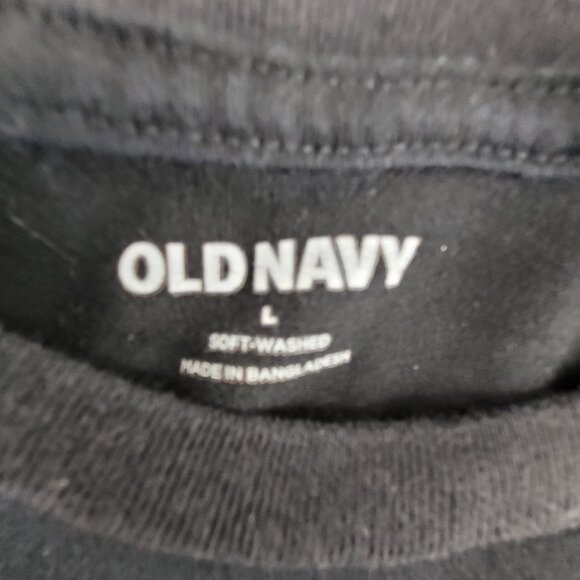 OLD NAVY
L
SOFT-WASHED
MADE IN BANGLADESH